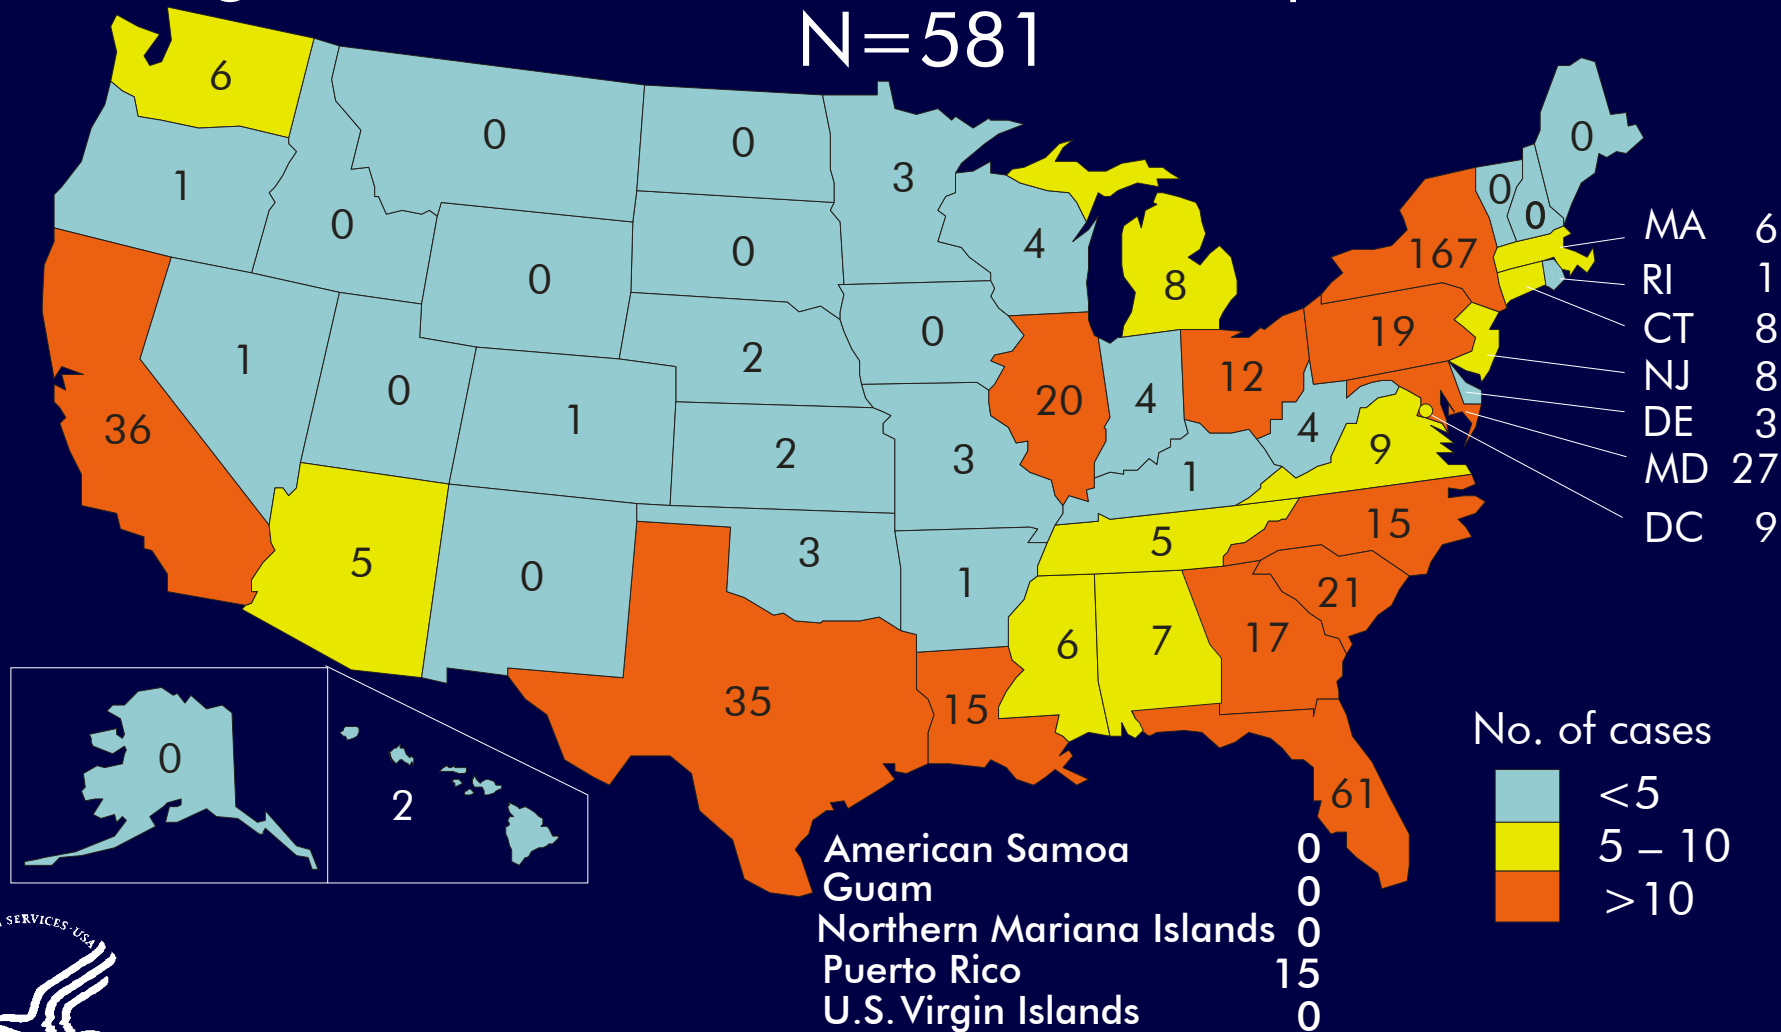 N=581
6
0
0
3
0
1
0
0
0
0
4
8
167
MA 6
RI 1
CT 8
NJ 8
DE 3
MD 27
DC 9
0
0
2
19
1
0
1
36
20
4
12
4
9
2
3
1
15
5
0
3
1
5
21
6
7
17
35
15
61
0
2
No. of cases
<5
5 – 10
>10
American Samoa 0
Guam 0
Northern Mariana Islands 0
Puerto Rico 15
U.S. Virgin Islands 0
SERVICES · USA